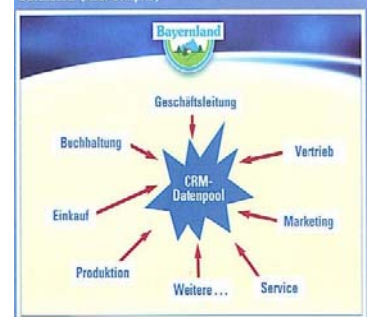 Bayernland
Geschäftsleitung
Buchhaltung
Vertrieb
CRM-
Datenpool
Einkauf
Marketing
Produktion
Weitere...
Service